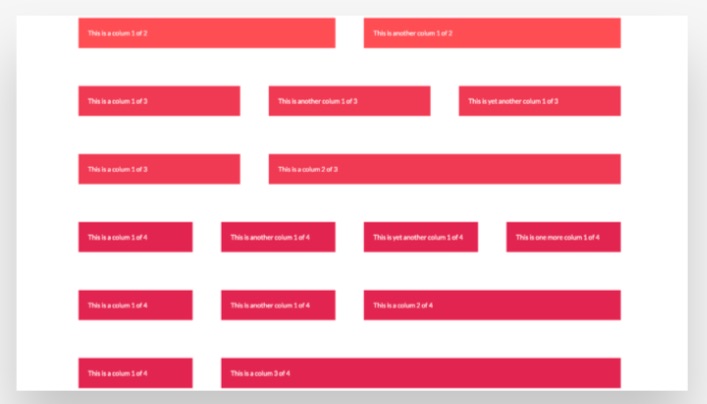 This is a colum 1 of 2
This is another colum 1 of 2
This is a colum 1 of 3
This is another colum 1 of 3
This is yet another colum 1 of 3
This is a colum 1 of 3
This is a colum 2 of 3
This is a colum 1 of 4
This is another colum 1 of 4
This is yet another colum 1 of 4
This is one more colum 1 of 4
This is a colum 1 of 4
This is another colum 1 of 4
This is a colum 2 of 4
This is a colum 1 of 4
This is a colum 3 of 4